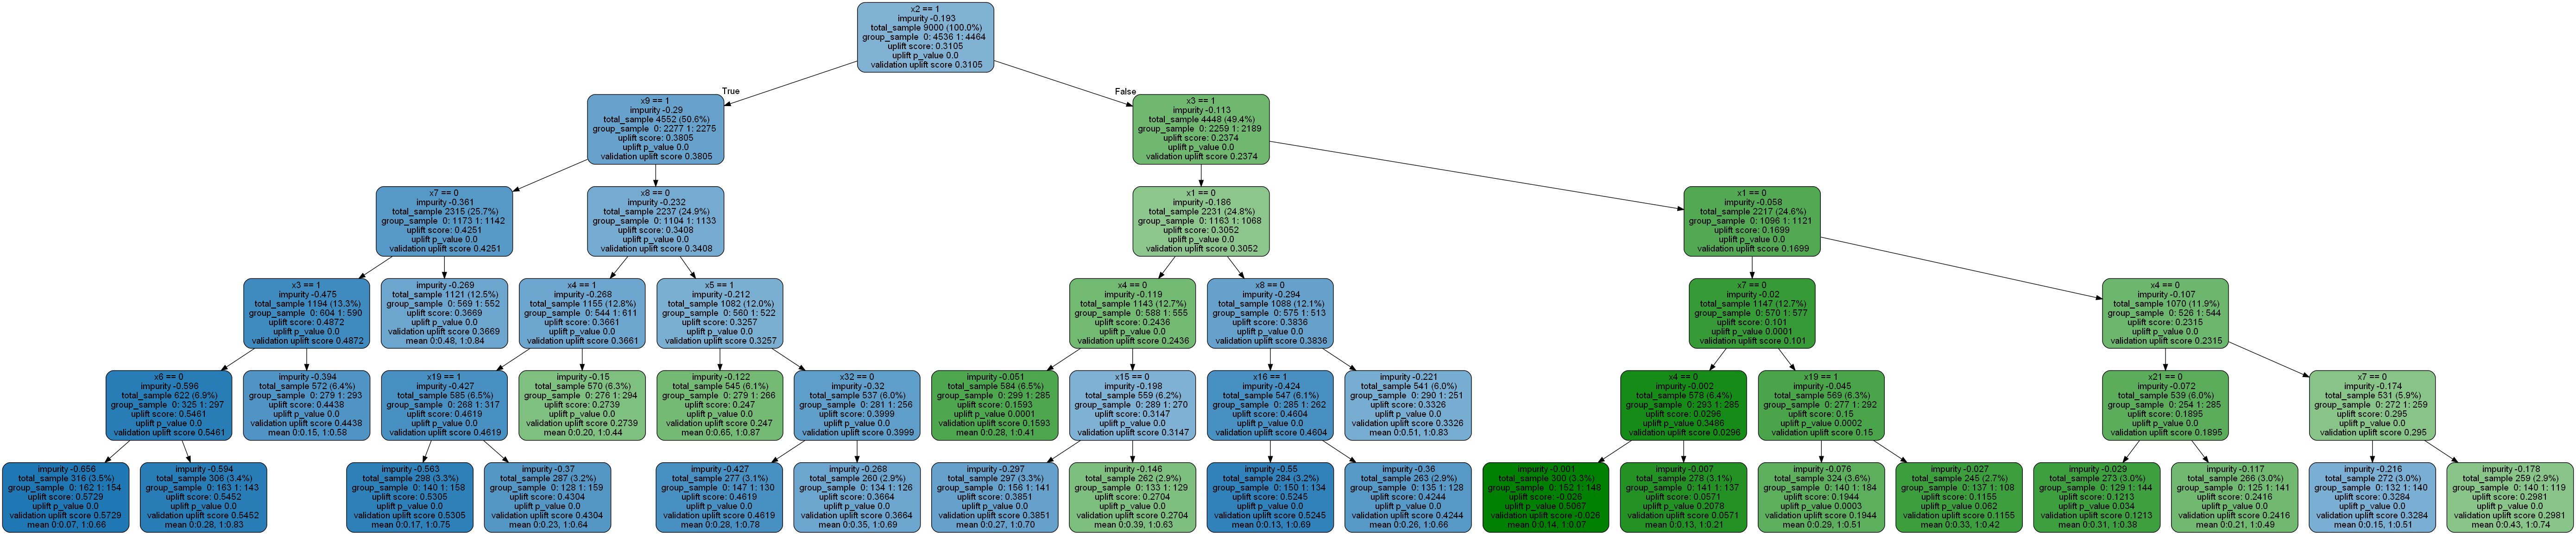 x2 == 1
impurity -0.193
total_sample 9000 (100.0%)
group_sample 0: 4536 1: 4464
uplift score: 0.3105
uplift p_value 0.0
validation uplift score 0.3105
True
False
x9 == 1
impurity -0.29
total_sample 4552 (50.6%)
group_sample 0: 2277 1: 2275
uplift score: 0.3805
uplift p_value 0.0
validation uplift score 0.3805
x3 == 1
impurity -0.113
total_sample 4448 (49.4%)
group_sample 0: 2259 1: 2189
uplift score: 0.2374
uplift p_value 0.0
validation uplift score 0.2374
x7 == 0
impurity -0.361
total_sample 2315 (25.7%)
group_sample 0: 1173 1: 1142
uplift score: 0.4251
uplift p_value 0.0
validation uplift score 0.4251
x8 == 0
impurity -0.232
total_sample 2237 (24.9%)
group_sample 0: 1104 1: 1133
uplift score: 0.3408
uplift p_value 0.0
validation uplift score 0.3408
x1 == 0
impurity -0.186
total_sample 2231 (24.8%)
group_sample 0: 1163 1: 1068
uplift score: 0.3052
uplift p_value 0.0
validation uplift score 0.3052
x1 == 0
impurity -0.058
total_sample 2217 (24.6%)
group_sample 0: 1096 1: 1121
uplift score: 0.1699
uplift p_value 0.0
validation uplift score 0.1699
x3 == 1
impurity -0.475
total_sample 1194 (13.3%)
group_sample 0: 604 1: 590
uplift score: 0.4872
uplift p_value 0.0
validation uplift score 0.4872
impurity -0.269
total_sample 1121 (12.5%)
group_sample 0: 569 1: 552
uplift score: 0.3669
uplift p_value 0.0
validation uplift score 0.3669
mean 0:0.48, 1:0.84
x4 == 1
impurity -0.268
total_sample 1155 (12.8%)
group_sample 0: 544 1: 611
uplift score: 0.3661
uplift p_value 0.0
validation uplift score 0.3661
x5 == 1
impurity -0.212
total_sample 1082 (12.0%)
group_sample 0: 560 1: 522
uplift score: 0.3257
uplift p_value 0.0
validation uplift score 0.3257
x4 == 0
impurity -0.119
total_sample 1143 (12.7%)
group_sample 0: 588 1: 555
uplift score: 0.2436
uplift p_value 0.0
validation uplift score 0.2436
x8 == 0
impurity -0.294
total_sample 1088 (12.1%)
group_sample 0: 575 1: 513
uplift score: 0.3836
uplift p_value 0.0
validation uplift score 0.3836
x7 == 0
impurity -0.02
total_sample 1147 (12.7%)
group_sample 0: 570 1: 577
uplift score: 0.101
uplift p_value 0.0001
validation uplift score 0.101
x4 == 0
impurity -0.107
total_sample 1070 (11.9%)
group_sample 0: 526 1: 544
uplift score: 0.2315
uplift p_value 0.0
validation uplift score 0.2315
x6 == 0
impurity -0.596
total_sample 622 (6.9%)
group_sample 0: 325 1: 297
uplift score: 0.5461
uplift p_value 0.0
validation uplift score 0.5461
impurity -0.394
total_sample 572 (6.4%)
group_sample 0: 279 1: 293
uplift score: 0.4438
uplift p_value 0.0
validation uplift score 0.4438
mean 0:0.15, 1:0.58
x19 == 1
impurity -0.427
total_sample 585 (6.5%)
group_sample 0: 268 1: 317
uplift score: 0.4619
uplift p_value 0.0
validation uplift score 0.4619
impurity -0.15
total_sample 570 (6.3%)
group_sample 0: 276 1: 294
uplift score: 0.2739
uplift p_value 0.0
validation uplift score 0.2739
mean 0:0.20, 1:0.44
impurity -0.122
total_sample 545 (6.1%)
group_sample 0: 279 1: 266
uplift score: 0.247
uplift p_value 0.0
validation uplift score 0.247
mean 0:0.65, 1:0.87
x32 == 0
impurity -0.32
total_sample 537 (6.0%)
group_sample 0: 281 1: 256
uplift score: 0.3999
uplift p_value 0.0
validation uplift score 0.3999
impurity -0.051
total_sample 584 (6.5%)
group_sample 0: 299 1: 285
uplift score: 0.1593
uplift p_value 0.0001
validation uplift score 0.1593
mean 0:0.28, 1:0.41
x15 == 0
impurity -0.198
total_sample 559 (6.2%)
group_sample 0: 289 1: 270
uplift score: 0.3147
uplift p_value 0.0
validation uplift score 0.3147
x16 == 1
impurity -0.424
total_sample 547 (6.1%)
group_sample 0: 285 1: 262
uplift score: 0.4604
uplift p_value 0.0
validation uplift score 0.4604
impurity -0.221
total_sample 541 (6.0%)
group_sample 0: 290 1: 251
uplift score: 0.3326
uplift p_value 0.0
validation uplift score 0.3326
mean 0:0.51, 1:0.83
x4 == 0
impurity -0.002
total_sample 578 (6.4%)
group_sample 0: 293 1: 285
uplift score: 0.0296
uplift p_value 0.3486
validation uplift score 0.0296
x19 == 1
impurity -0.045
total_sample 569 (6.3%)
group_sample 0: 277 1: 292
uplift score: 0.15
uplift p_value 0.0002
validation uplift score 0.15
x21 == 0
impurity -0.072
total_sample 539 (6.0%)
group_sample 0: 254 1: 285
uplift score: 0.1895
uplift p_value 0.0
validation uplift score 0.1895
x7 == 0
impurity -0.174
total_sample 531 (5.9%)
group_sample 0: 272 1: 259
uplift score: 0.295
uplift p_value 0.0
validation uplift score 0.295
impurity -0.656
total_sample 316 (3.5%)
group_sample 0: 162 1: 154
uplift score: 0.5729
uplift p_value 0.0
validation uplift score 0.5729
mean 0:0.07, 1:0.66
impurity -0.594
total_sample 306 (3.4%)
group_sample 0: 163 1: 143
uplift score: 0.5452
uplift p_value 0.0
validation uplift score 0.5452
mean 0:0.28, 1:0.83
impurity -0.563
total_sample 298 (3.3%)
group_sample 0: 140 1: 158
uplift score: 0.5305
uplift p_value 0.0
validation uplift score 0.5305
mean 0:0.17, 1:0.75
impurity -0.37
total_sample 287 (3.2%)
group_sample 0: 128 1: 159
uplift score: 0.4304
uplift p_value 0.0
validation uplift score 0.4304
mean 0:0.23, 1:0.64
impurity -0.427
total_sample 277 (3.1%)
group_sample 0: 147 1: 130
uplift score: 0.4619
uplift p_value 0.0
validation uplift score 0.4619
mean 0:0.28, 1:0.78
impurity -0.268
total_sample 260 (2.9%)
group_sample 0: 134 1: 126
uplift score: 0.3664
uplift p_value 0.0
validation uplift score 0.3664
mean 0:0.35, 1:0.69
impurity -0.297
total_sample 297 (3.3%)
group_sample 0: 156 1: 141
uplift score: 0.3851
uplift p_value 0.0
validation uplift score 0.3851
mean 0:0.27, 1:0.70
impurity -0.146
total_sample 262 (2.9%)
group_sample 0: 133 1: 129
uplift score: 0.2704
uplift p_value 0.0
validation uplift score 0.2704
mean 0:0.39, 1:0.63
impurity -0.55
total_sample 284 (3.2%)
group_sample 0: 150 1: 134
uplift score: 0.5245
uplift p_value 0.0
validation uplift score 0.5245
mean 0:0.13, 1:0.69
impurity -0.36
total_sample 263 (2.9%)
group_sample 0: 135 1: 128
uplift score: 0.4244
uplift p_value 0.0
validation uplift score 0.4244
mean 0:0.26, 1:0.66
impurity -0.001
total_sample 300 (3.3%)
group_sample 0: 152 1: 148
uplift score: -0.026
uplift p_value 0.5067
validation uplift score -0.026
mean 0:0.14, 1:0.07
impurity -0.007
total_sample 278 (3.1%)
group_sample 0: 141 1: 137
uplift score: 0.0571
uplift p_value 0.2078
validation uplift score 0.0571
mean 0:0.13, 1:0.21
impurity -0.076
total_sample 324 (3.6%)
group_sample 0: 140 1: 184
uplift score: 0.1944
uplift p_value 0.0003
validation uplift score 0.1944
mean 0:0.29, 1:0.51
impurity -0.027
total_sample 245 (2.7%)
group_sample 0: 137 1: 108
uplift score: 0.1155
uplift p_value 0.062
validation uplift score 0.1155
mean 0:0.33, 1:0.42
impurity -0.029
total_sample 273 (3.0%)
group_sample 0: 129 1: 144
uplift score: 0.1213
uplift p_value 0.034
validation uplift score 0.1213
mean 0:0.31, 1:0.38
impurity -0.117
total_sample 266 (3.0%)
group_sample 0: 125 1: 141
uplift score: 0.2416
uplift p_value 0.0
validation uplift score 0.2416
mean 0:0.21, 1:0.49
impurity -0.216
total_sample 272 (3.0%)
group_sample 0: 132 1: 140
uplift score: 0.3284
uplift p_value 0.0
validation uplift score 0.3284
mean 0:0.15, 1:0.51
impurity -0.178
total_sample 259 (2.9%)
group_sample 0: 140 1: 119
uplift score: 0.2981
uplift p_value 0.0
validation uplift score 0.2981
mean 0:0.43, 1:0.74